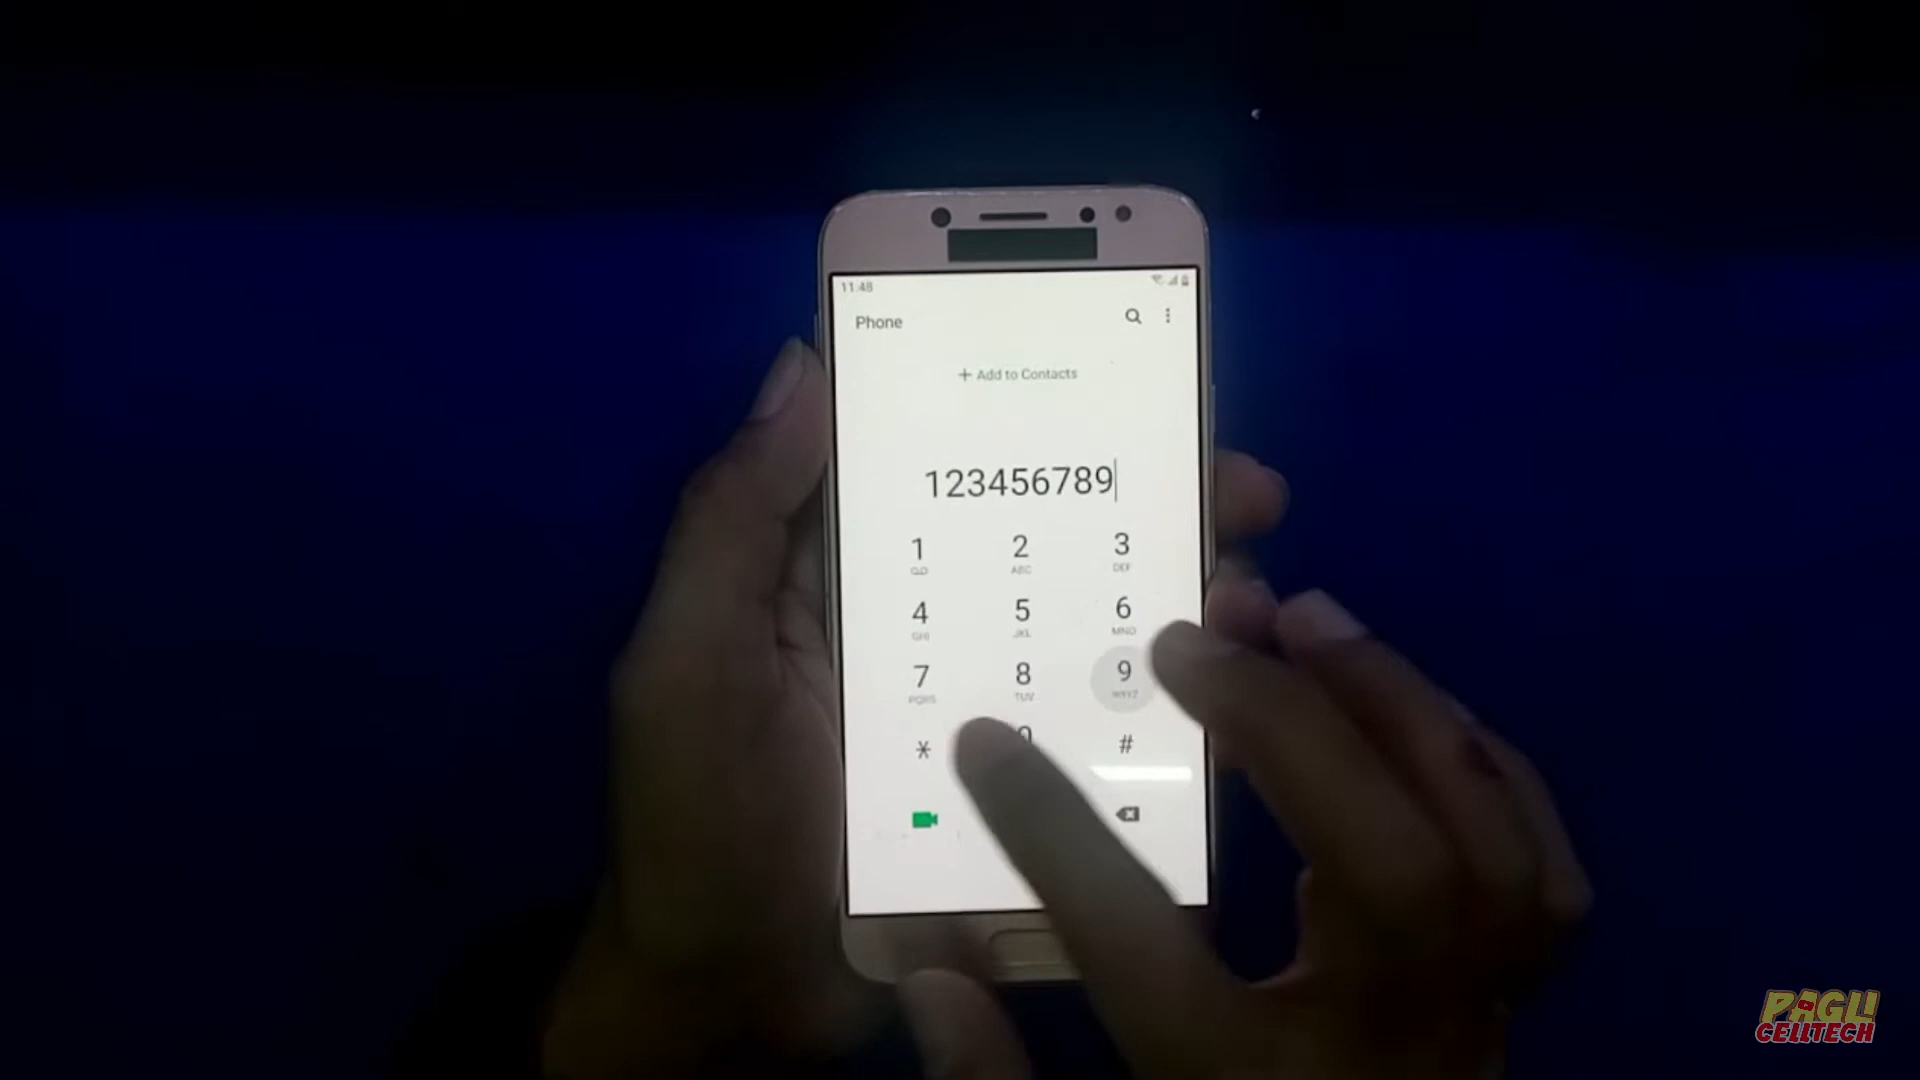 11:48
Phone
+ Add to Contacts
123456789
1 2 3
ABC DEF
4 5 6
GHI JKL MNO
7 8 9
PQRS TUV WXYZ
* 0 #
PAGLI
CELLTECH